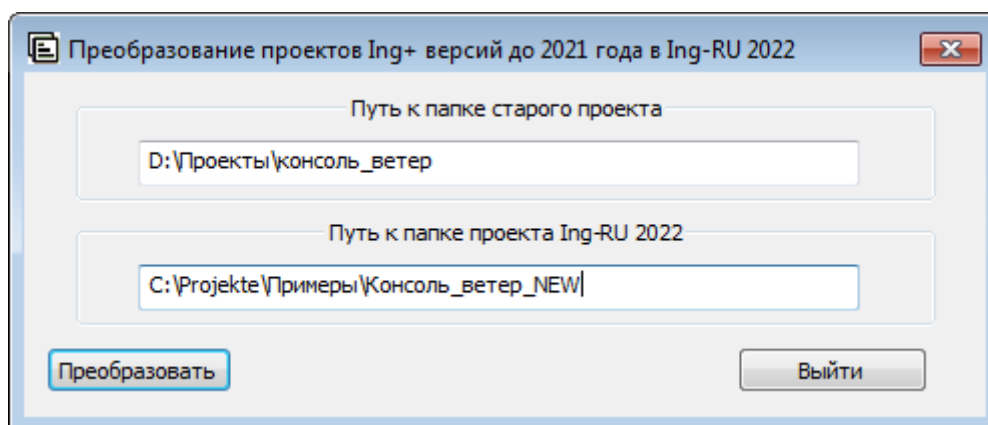 Преобразование проектов Ing+ версий до 2021 года в Ing-RU 2022
Путь к папке старого проекта
D:\Проекты\консоль_ветер
Путь к папке проекта Ing-RU 2022
C:\Projekte\Примеры\Консоль_ветер_NEW
Преобразовать
Выйти